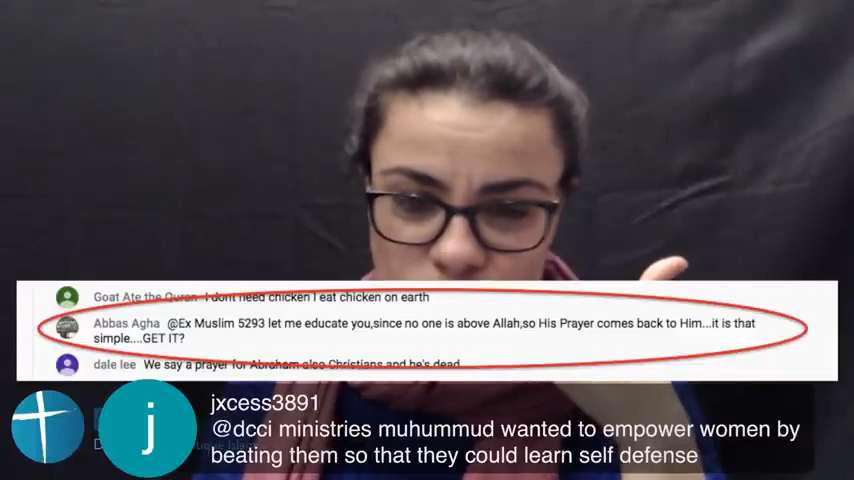 Goat Ate the Quran I dont need chicken I eat chicken on earth
Abbas Agha @Ex Muslim 5293 let me educate you,since no one is above Allah,so His Prayer comes back to Him...it is that
simple....GET IT?
dale lee We say a prayer for Abraham also Christians and he's dead
j
jxcess3891
@dcci ministries muhummud wanted to empower women by
beating them so that they could learn self defense